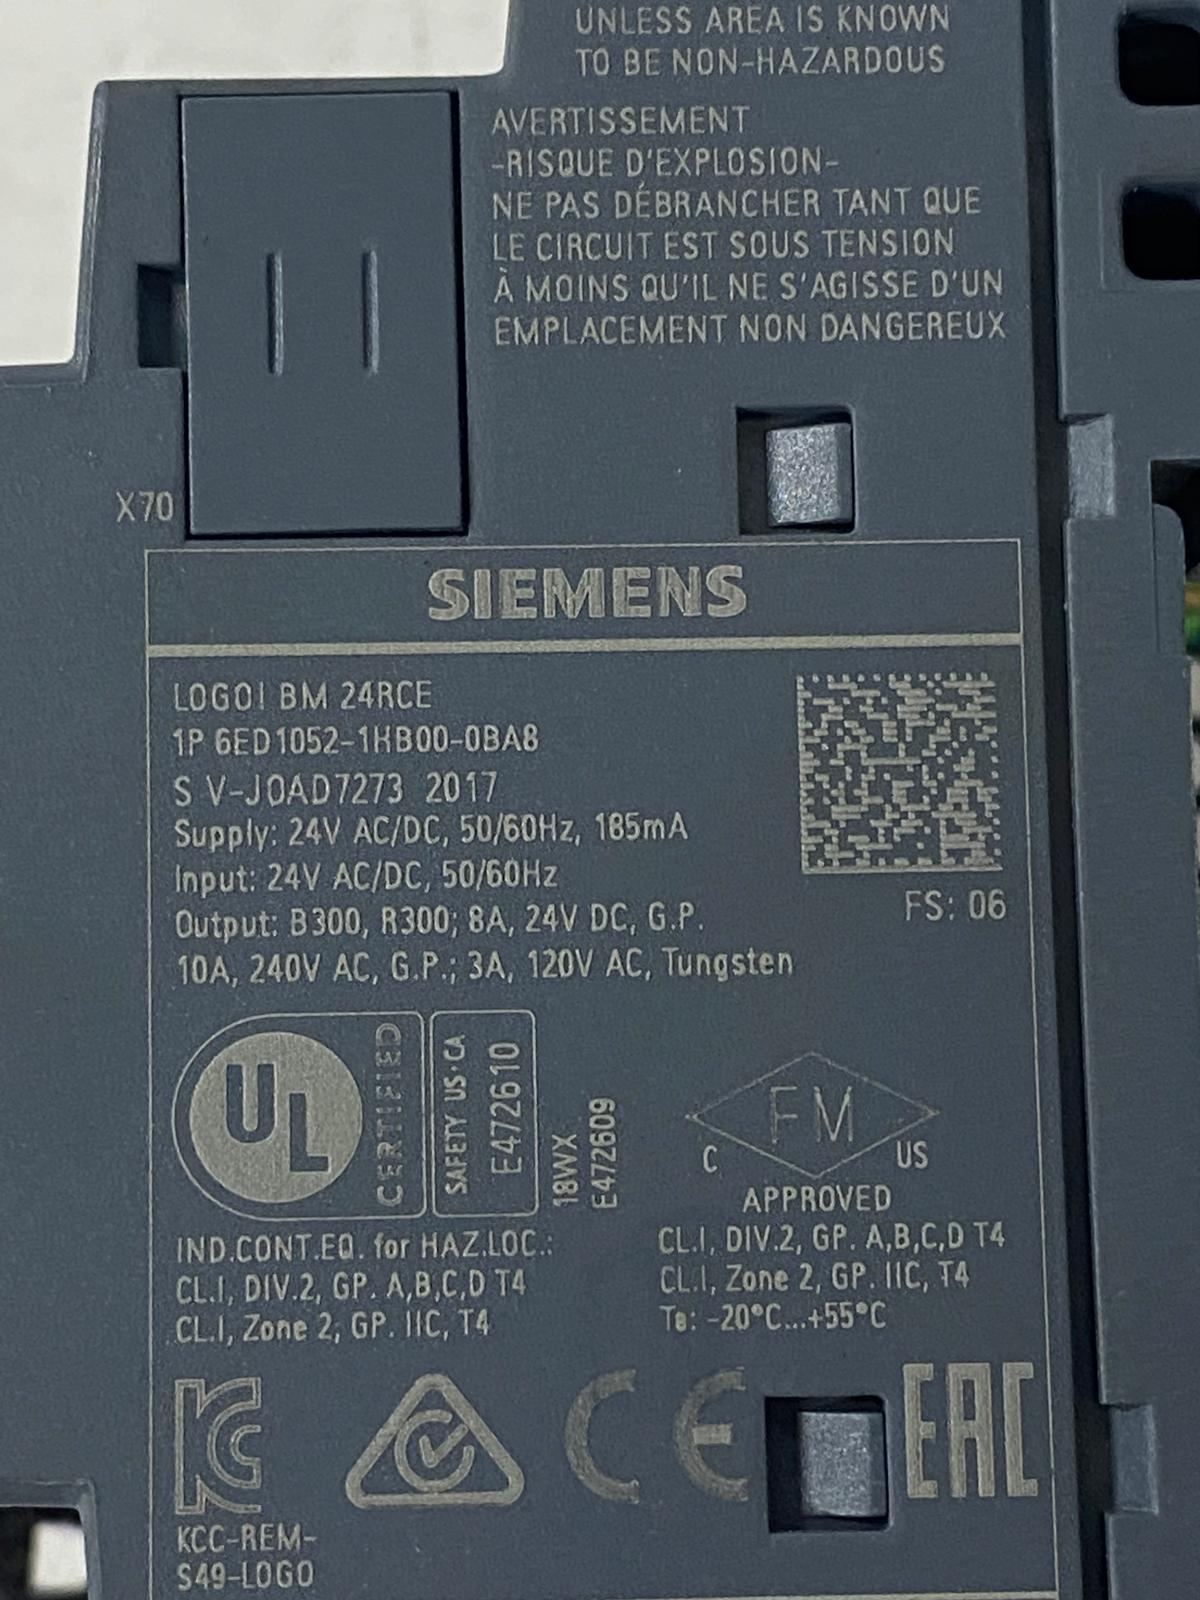 UNLESS AREA IS KNOWN
TO BE NON-HAZARDOUS
AVERTISSEMENT
-RISQUE D'EXPLOSION-
NE PAS DÉBRANCHER TANT QUE
LE CIRCUIT EST SOUS TENSION
À MOINS QU'IL NE S'AGISSE D'UN
EMPLACEMENT NON DANGEREUX
X70
SIEMENS
LOGO! BM 24RCE
1P 6ED1052-1HB00-0BA8
S V-J0AD7273 2017
Supply: 24V AC/DC, 50/60Hz, 185mA
Input: 24V AC/DC, 50/60Hz
FS: 06
Output: B300, R300; 8A, 24V DC, G.P.
10A, 240V AC, G.P.; 3A, 120V AC, Tungsten
UL
CERTIFIED
SAFETY US·CA
E472610
18WX
E472609
FM
C US
APPROVED
CL.I, DIV.2, GP. A,B,C,D T4
CL.I, Zone 2, GP. IIC, T4
Ta: -20°C...+55°C
IND.CONT.EQ. for HAZ.LOC.:
CL.I, DIV.2, GP. A,B,C,D T4
CL.I, Zone 2, GP. IIC, T4
KC
CE
EAC
KCC-REM-
S49-LOGO